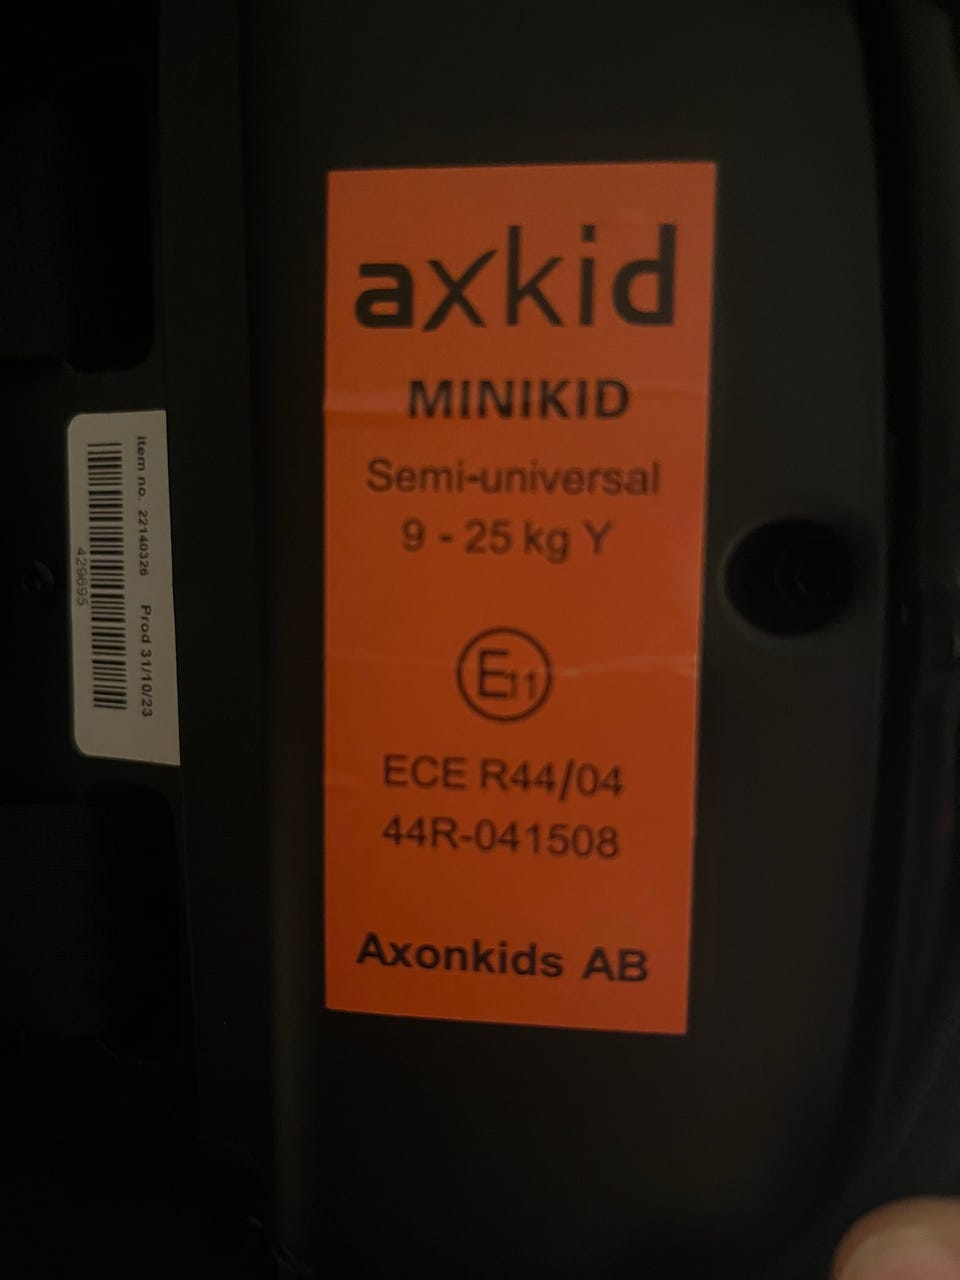 axkid
MINIKID
Semi-universal
9 - 25 kg Y
E11
ECE R44/04
44R-041508
Axonkids AB
item no. 22140326 Prod 31/10/23
429695